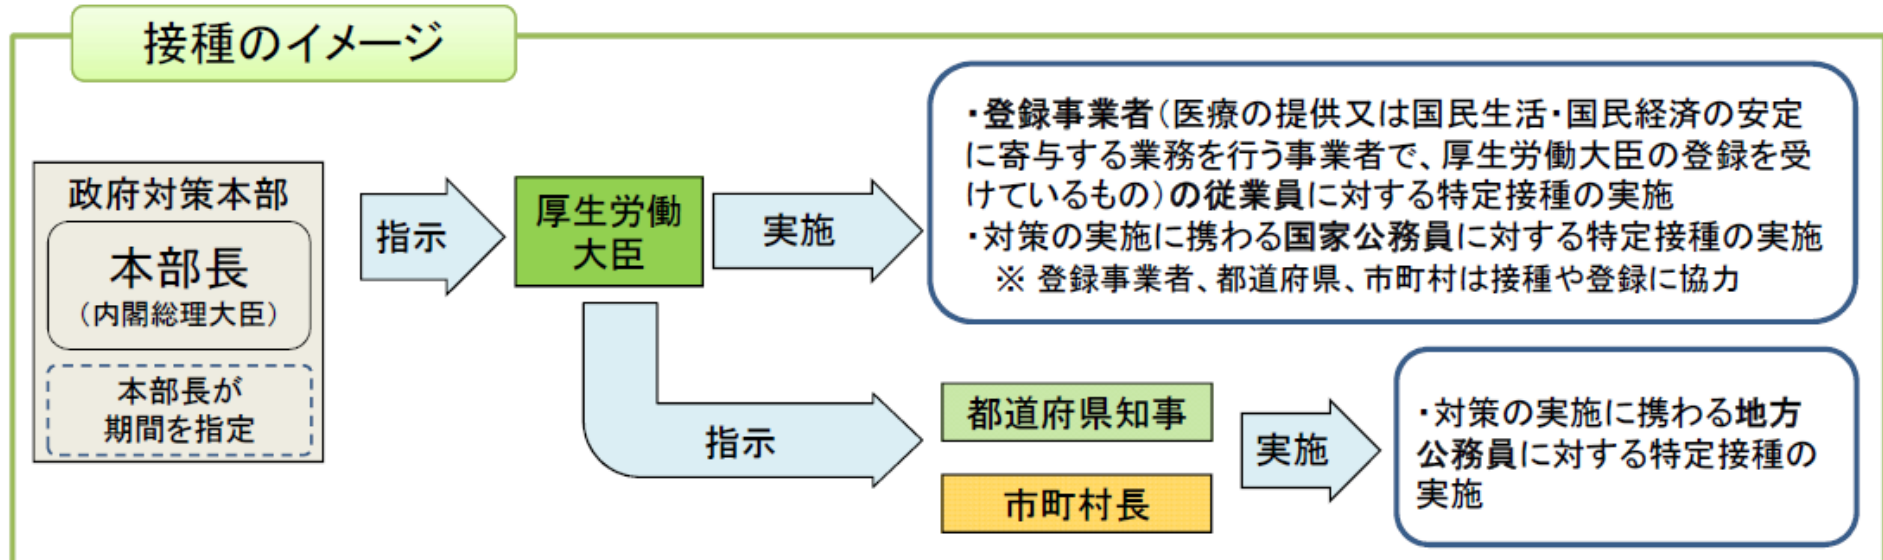 接種のイメージ
政府対策本部
本部長
（内閣総理大臣）
本部長が
期間を指定
指示
厚生労働
大臣
実施
・登録事業者（医療の提供又は国民生活・国民経済の安定
に寄与する業務を行う事業者で、厚生労働大臣の登録を受
けているもの）の従業員に対する特定接種の実施
・対策の実施に携わる国家公務員に対する特定接種の実施
※ 登録事業者、都道府県、市町村は接種や登録に協力
指示
都道府県知事
市町村長
実施
・対策の実施に携わる地方
公務員に対する特定接種の
実施